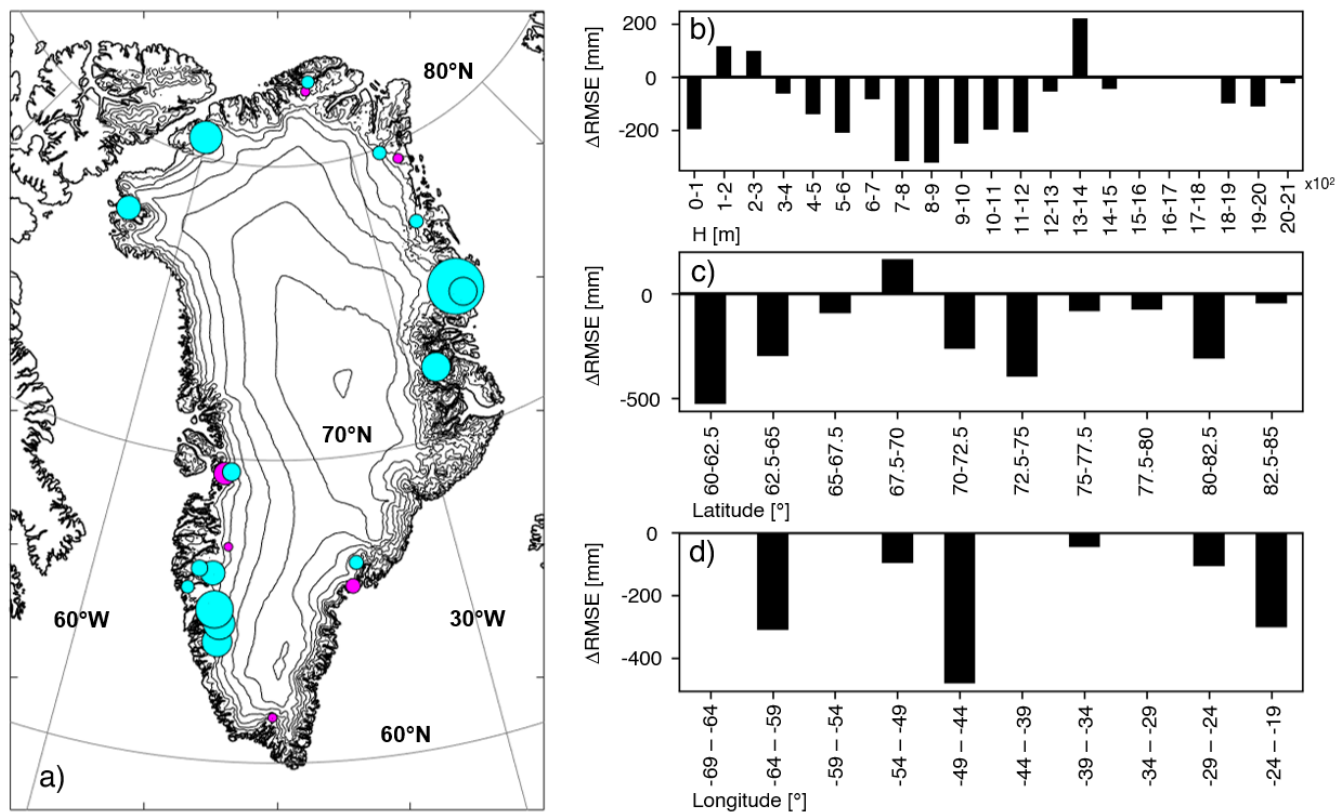 80°N
70°N
60°W
30°W
60°N
a)
b)
ΔRMSE [mm]
200
0
-200
0-1
1-2
2-3
3-4
4-5
5-6
6-7
7-8
8-9
9-10
10-11
11-12
12-13
13-14
14-15
15-16
16-17
17-18
18-19
19-20
20-21
x10²
H [m]
c)
ΔRMSE [mm]
0
-500
60-62.5
62.5-65
65-67.5
67.5-70
70-72.5
72.5-75
75-77.5
77.5-80
80-82.5
82.5-85
Latitude [°]
d)
ΔRMSE [mm]
0
-200
-400
-69 – -64
-64 – -59
-59 – -54
-54 – -49
-49 – -44
-44 – -39
-39 – -34
-34 – -29
-29 – -24
-24 – -19
Longitude [°]